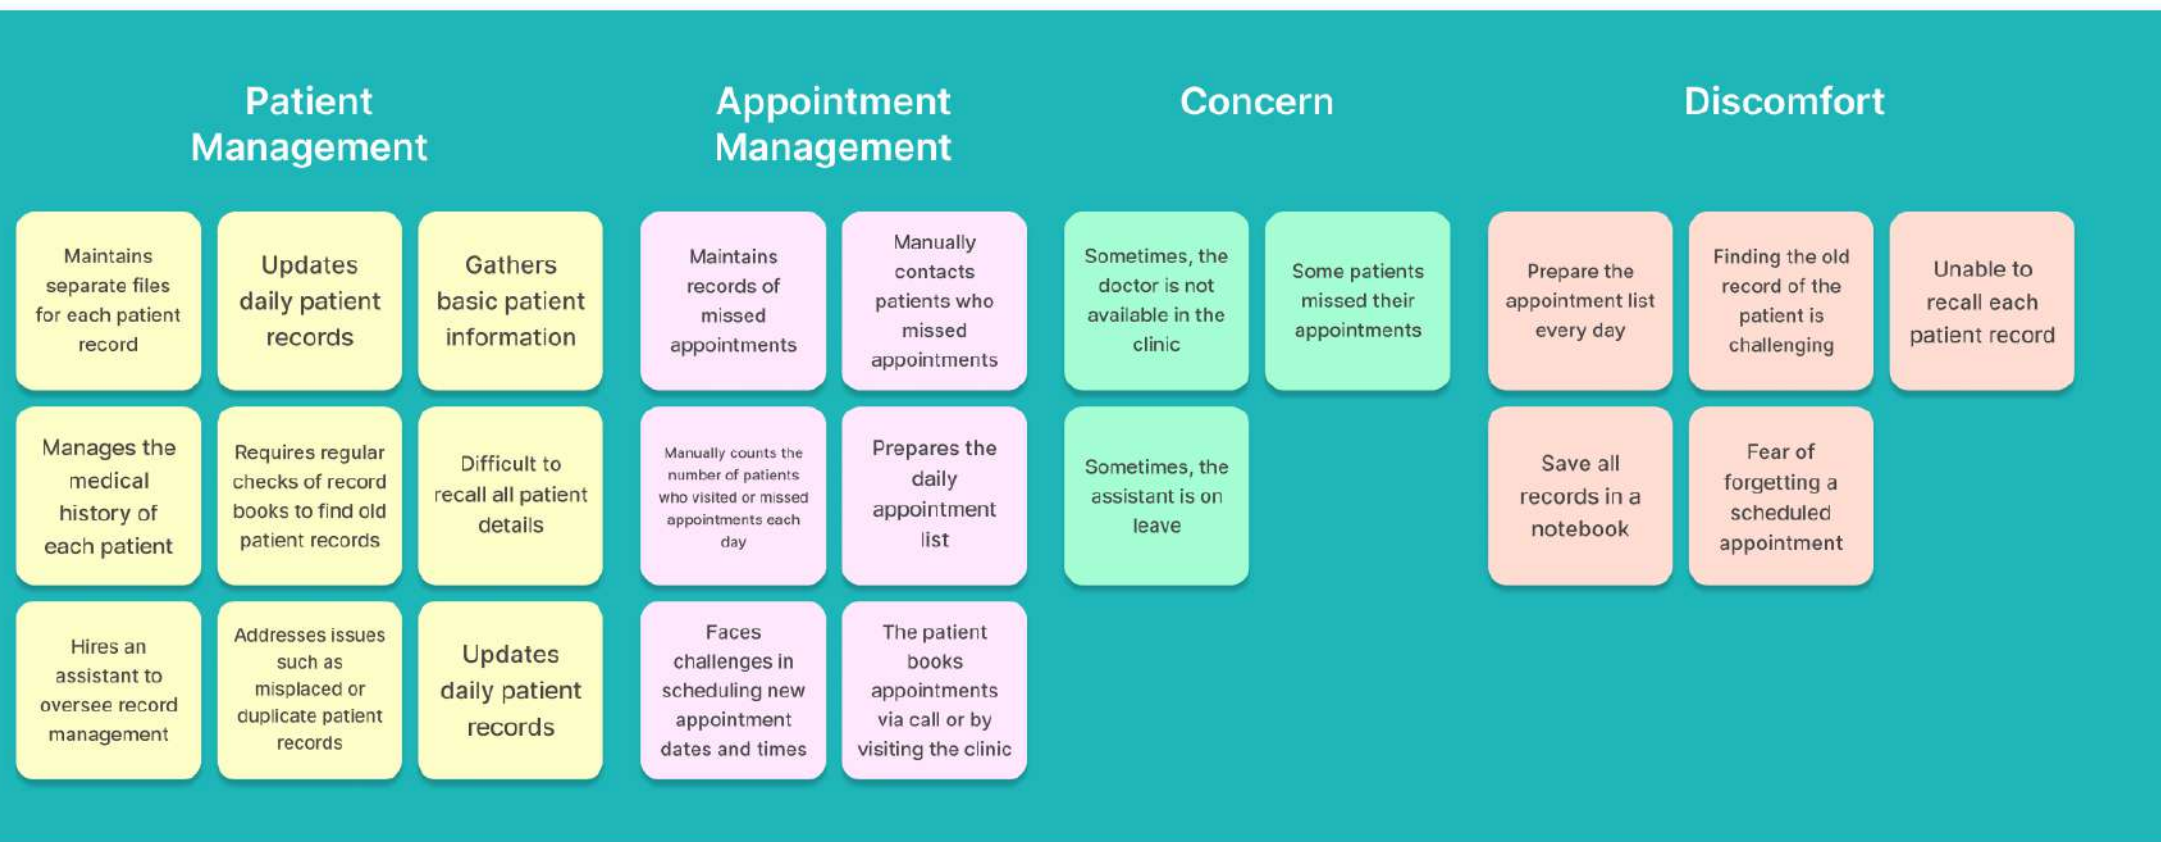 Patient
Management
Maintains
separate files
for each patient
record
Updates
daily patient
records
Gathers
basic patient
information
Manages the
medical
history of
each patient
Requires regular
checks of record
books to find old
patient records
Difficult to
recall all patient
details
Hires an
assistant to
oversee record
management
Addresses issues
such as
misplaced or
duplicate patient
records
Updates
daily patient
records
Appointment
Management
Maintains
records of
missed
appointments
Manually
contacts
patients who
missed
appointments
Manually counts the
number of patients
who visited or missed
appointments each
day
Prepares the
daily
appointment
list
Faces
challenges in
scheduling new
appointment
dates and times
The patient
books
appointments
via call or by
visiting the clinic
Concern
Sometimes, the
doctor is not
available in the
clinic
Some patients
missed their
appointments
Sometimes, the
assistant is on
leave
Discomfort
Prepare the
appointment list
every day
Finding the old
record of the
patient is
challenging
Unable to
recall each
patient record
Save all
records in a
notebook
Fear of
forgetting a
scheduled
appointment